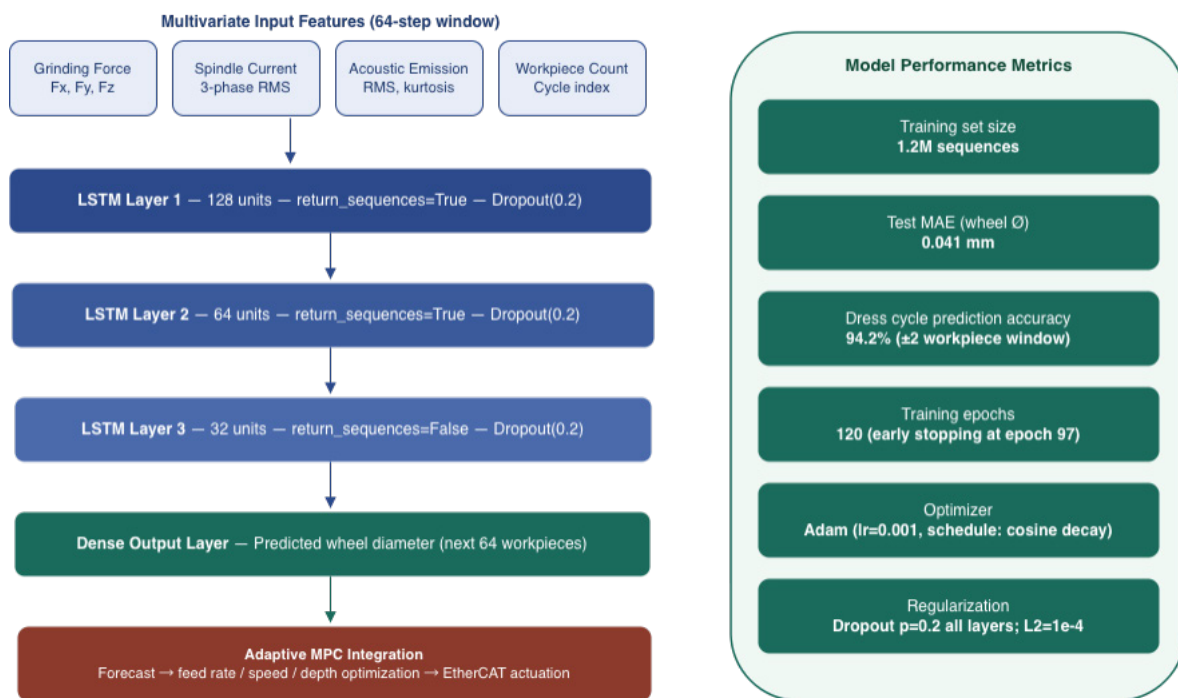 Multivariate Input Features (64-step window)
Grinding Force
Fx, Fy, Fz
Spindle Current
3-phase RMS
Acoustic Emission
RMS, kurtosis
Workpiece Count
Cycle index
LSTM Layer 1 — 128 units — return_sequences=True — Dropout(0.2)
LSTM Layer 2 — 64 units — return_sequences=True — Dropout(0.2)
LSTM Layer 3 — 32 units — return_sequences=False — Dropout(0.2)
Dense Output Layer — Predicted wheel diameter (next 64 workpieces)
Adaptive MPC Integration
Forecast → feed rate / speed / depth optimization → EtherCAT actuation
Model Performance Metrics
Training set size
1.2M sequences
Test MAE (wheel Ø)
0.041 mm
Dress cycle prediction accuracy
94.2% (±2 workpiece window)
Training epochs
120 (early stopping at epoch 97)
Optimizer
Adam (lr=0.001, schedule: cosine decay)
Regularization
Dropout p=0.2 all layers; L2=1e-4